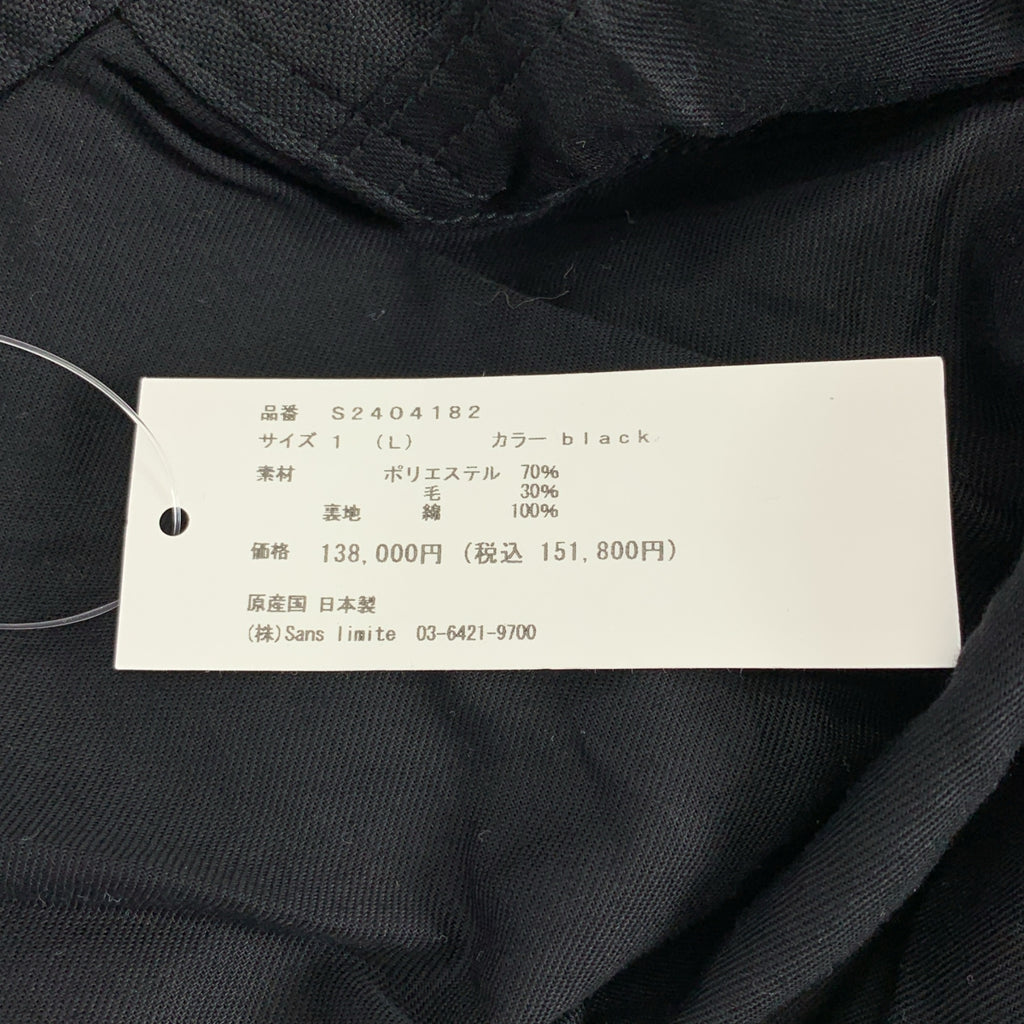 品番 S2404182
サイズ 1 (L) カラー black
素材 ポリエステル 70%
毛 30%
裏地 綿 100%
価格 138,000円 (税込 151,800円)
原産国 日本製
(株)Sans limite 03-6421-9700